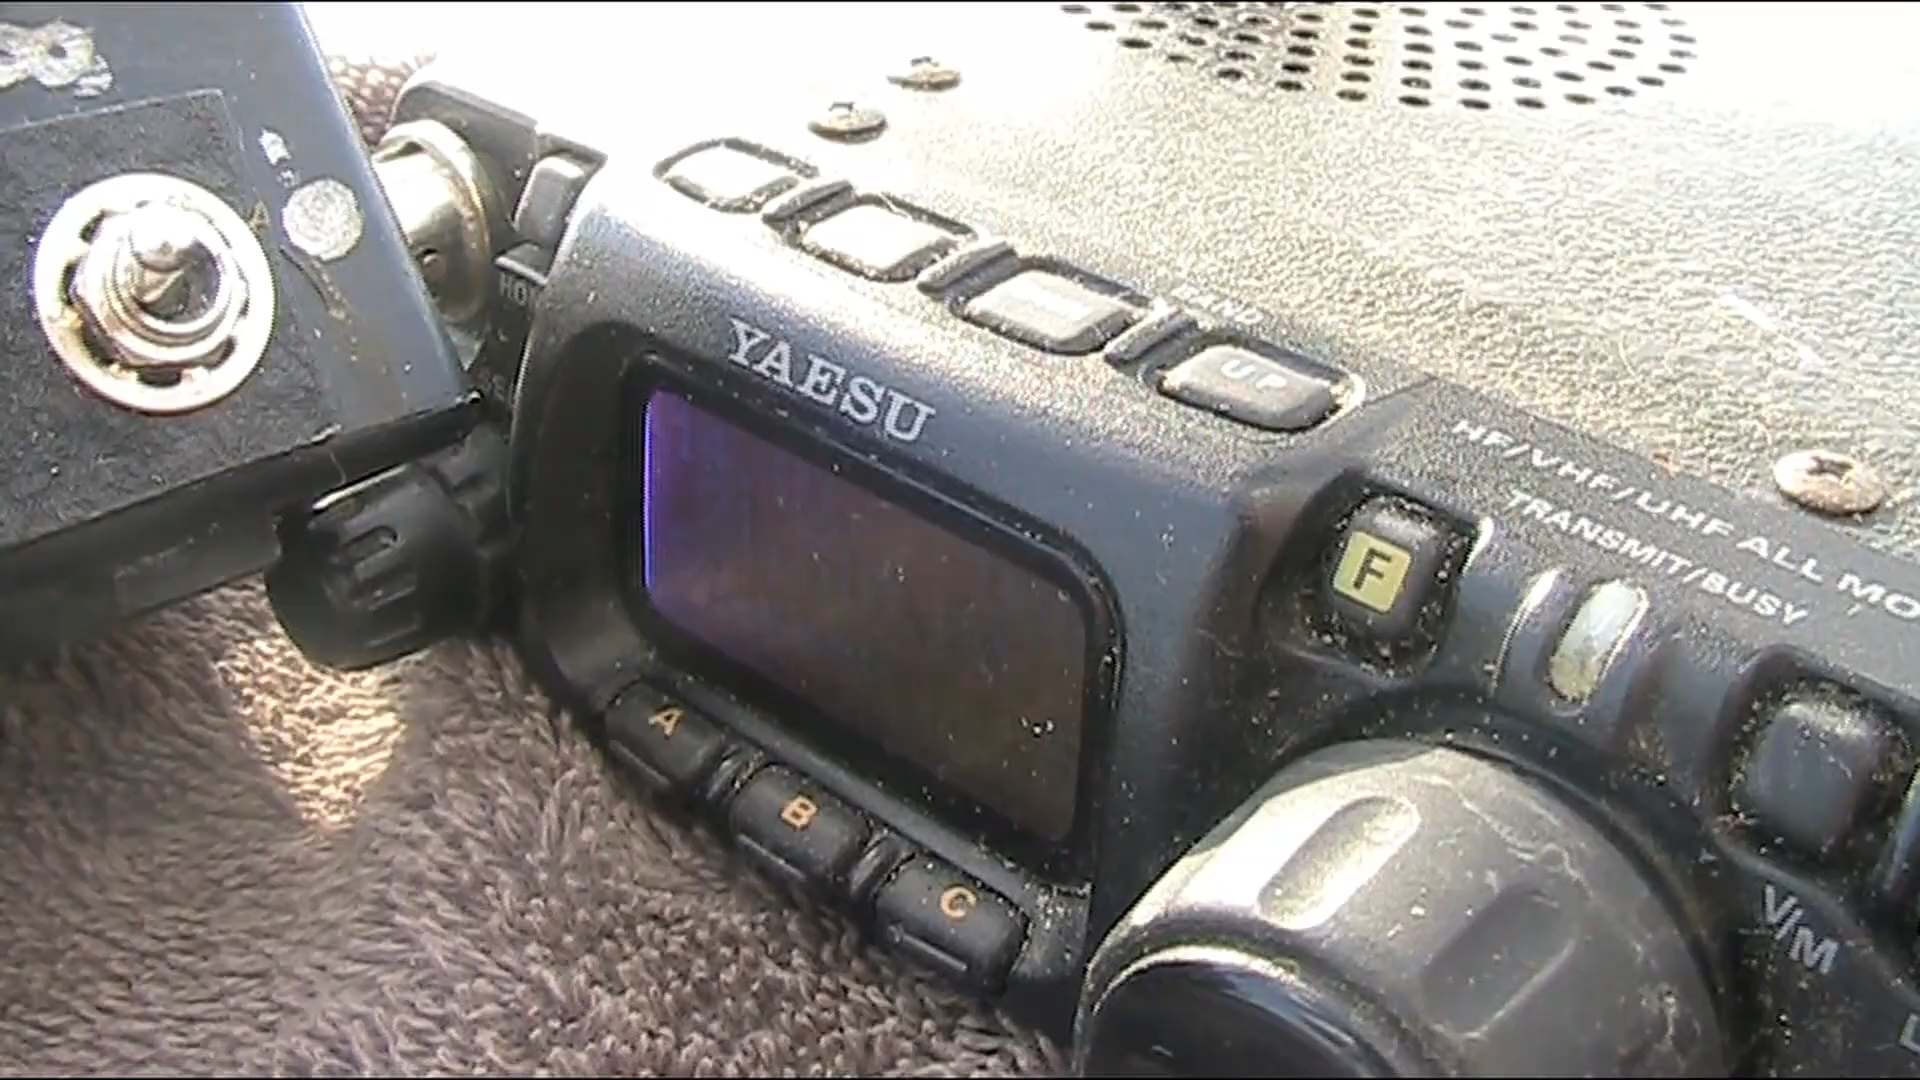 YAESU
UP
HF/VHF/UHF ALL MO
TRANSMIT/BUSY
F
A
B
C
V/M